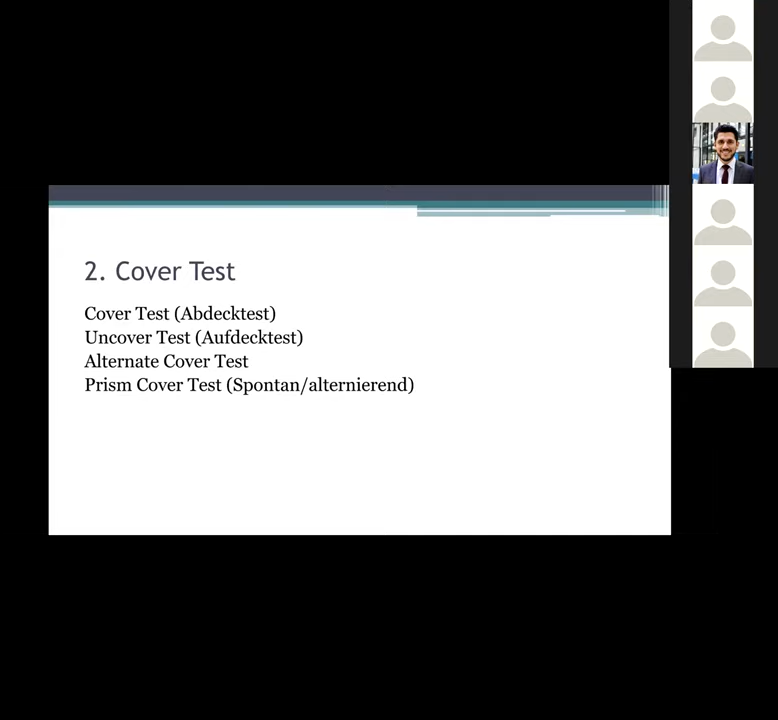 2. Cover Test
Cover Test (Abdecktest)
Uncover Test (Aufdecktest)
Alternate Cover Test
Prism Cover Test (Spontan/alternierend)